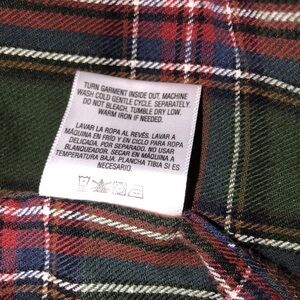 TURN GARMENT INSIDE OUT. MACHINE
WASH COLD GENTLE CYCLE. SEPARATELY.
DO NOT BLEACH. TUMBLE DRY LOW.
WARM IRON IF NEEDED.
LAVAR LA ROPA AL REVÉS. LAVAR A
MÁQUINA EN FRÍO Y EN CICLO PARA ROPA
DELICADA, POR SEPARADO. NO USAR
BLANQUEADOR. SECAR EN MÁQUINA A
TEMPERATURA BAJA. PLANCHA TIBIA SI ES
NECESARIO.